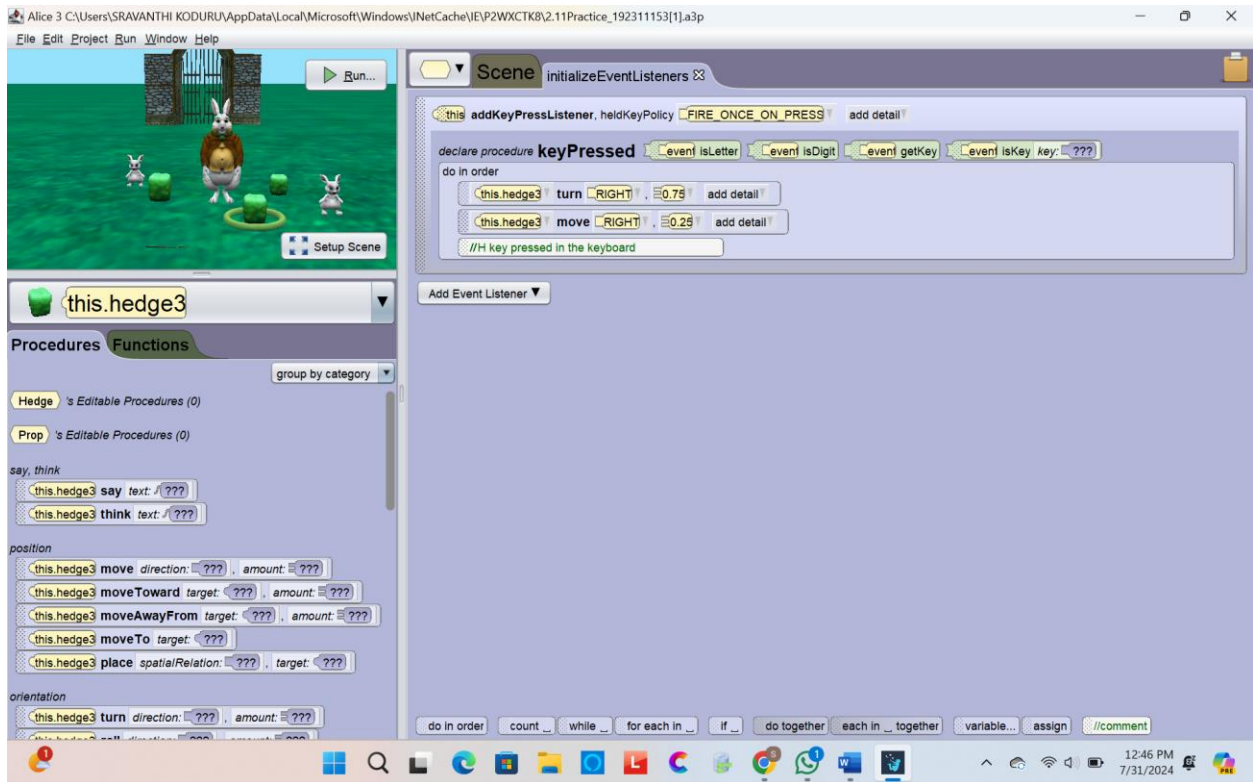 Alice 3 C:\Users\SRAVANTHI KODURU\AppData\Local\Microsoft\Windows\INetCache\IE\P2WXCTK8\2.11Practice_192311153[1].a3p
File Edit Project Run Window Help
Run...
Setup Scene
this.hedge3
Procedures Functions
group by category
Hedge 's Editable Procedures (0)
Prop 's Editable Procedures (0)
say, think
this.hedge3 say text: ???
this.hedge3 think text: ???
position
this.hedge3 move direction: ??? , amount: ???
this.hedge3 moveToward target: ??? , amount: ???
this.hedge3 moveAwayFrom target: ??? , amount: ???
this.hedge3 moveTo target: ???
this.hedge3 place spatialRelation: ??? , target: ???
orientation
this.hedge3 turn direction: ??? , amount: ???
Scene initializeEventListeners
this addKeyPressListener, heldKeyPolicy FIRE_ONCE_ON_PRESS add detail
declare procedure keyPressed event isLetter event isDigit event getKey event isKey key: ???
do in order
this.hedge3 turn RIGHT , 0.75 add detail
this.hedge3 move RIGHT , 0.25 add detail
//H key pressed in the keyboard
Add Event Listener
do in order count _ while _ for each in _ if _ do together each in _ together variable... assign //comment
12:46 PM
7/31/2024